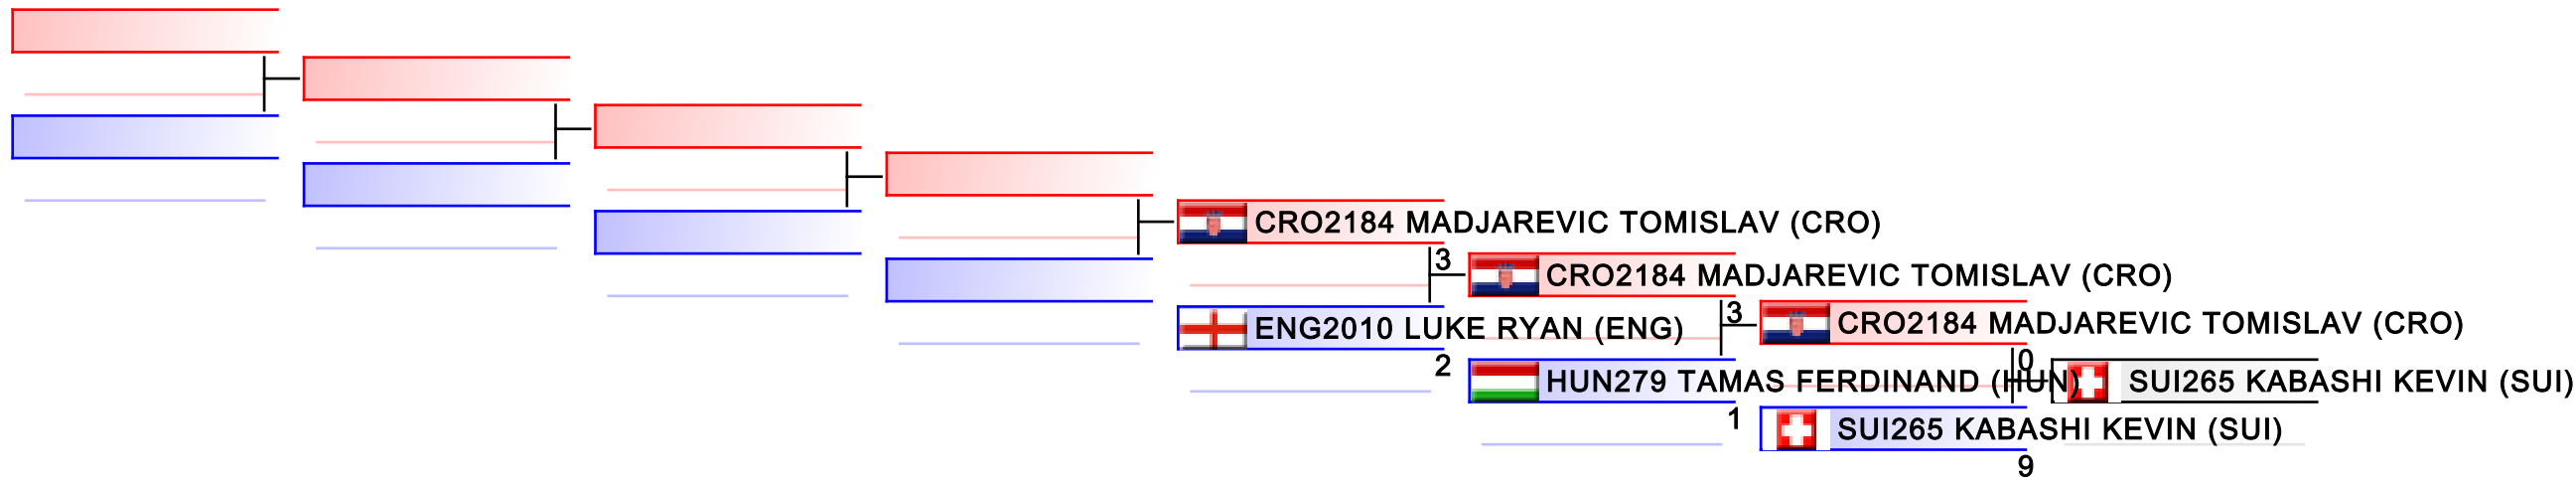 CRO2184 MADJAREVIC TOMISLAV (CRO)
3
CRO2184 MADJAREVIC TOMISLAV (CRO)
3
CRO2184 MADJAREVIC TOMISLAV (CRO)
ENG2010 LUKE RYAN (ENG)
2
0
HUN279 TAMAS FERDINAND (HUN)
SUI265 KABASHI KEVIN (SUI)
1
SUI265 KABASHI KEVIN (SUI)
9